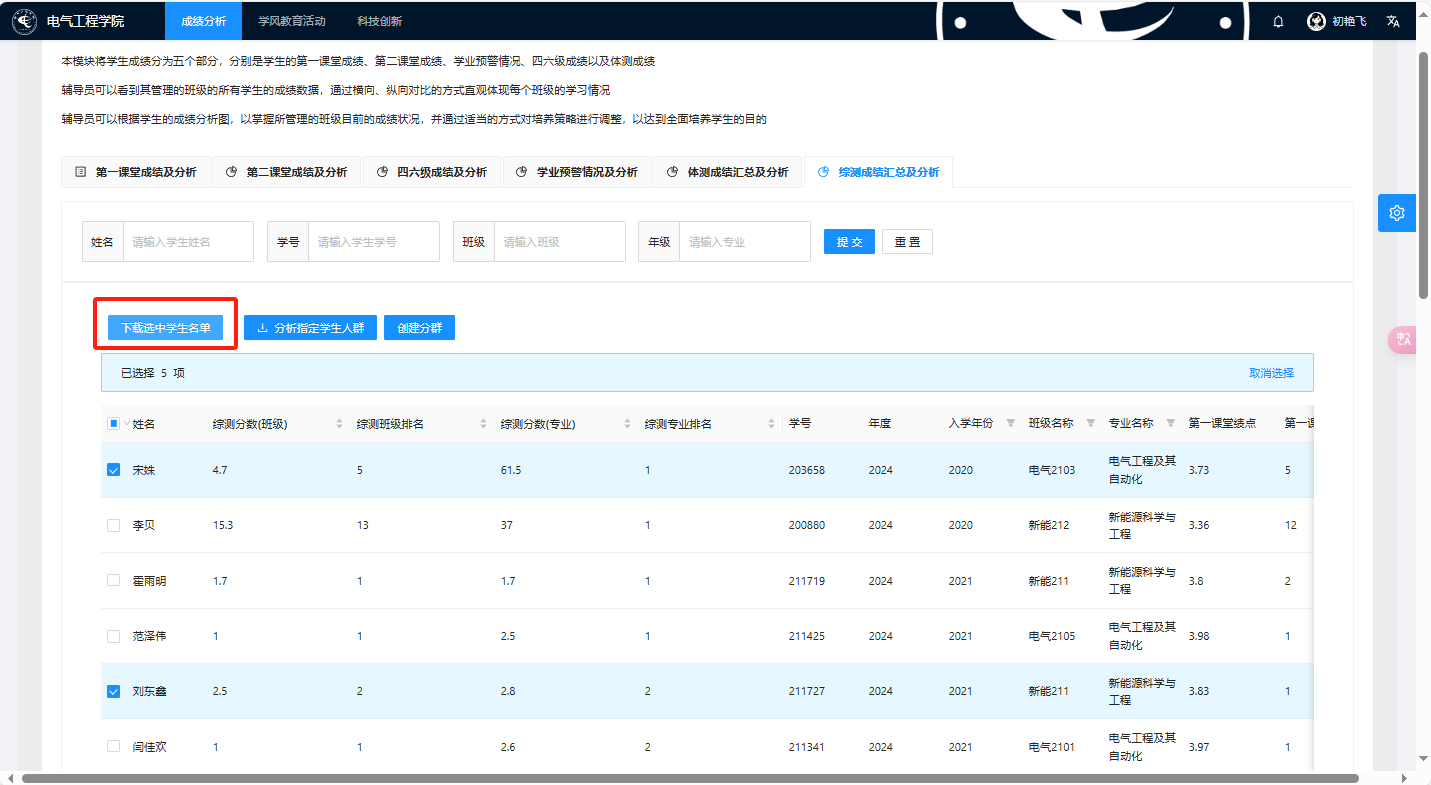 电气工程学院 成绩分析 学风教育活动 科技创新 初艳飞
本模块将学生成绩分为五个部分，分别是学生的第一课堂成绩、第二课堂成绩、学业预警情况、四六级成绩以及体测成绩
辅导员可以看到其管理的班级的所有学生的成绩数据，通过横向、纵向对比的方式直观体现每个班级的学习情况
辅导员可以根据学生的成绩分析图，以掌握所管理的班级目前的成绩状况，并通过适当的方式对培养策略进行调整，以达到全面培养学生的目的
第一课堂成绩及分析 第二课堂成绩及分析 四六级成绩及分析 学业预警情况及分析 体测成绩汇总及分析 综测成绩汇总及分析
姓名 请输入学生姓名 学号 请输入学生学号 班级 请输入班级 年级 请输入专业 提 交 重 置
下载选中学生名单 分析指定学生人群 创建分群
已选择 5 项 取消选择
姓名 综测分数(班级) 综测班级排名 综测分数(专业) 综测专业排名 学号 年度 入学年份 班级名称 专业名称 第一课堂绩点 第一课
宋姝 4.7 5 61.5 1 203658 2024 2020 电气2103 电气工程及其自动化 3.73 5
李贝 15.3 13 37 1 200880 2024 2020 新能212 新能源科学与工程 3.36 12
霍雨明 1.7 1 1.7 1 211719 2024 2021 新能211 新能源科学与工程 3.8 2
范泽伟 1 1 2.5 1 211425 2024 2021 电气2105 电气工程及其自动化 3.98 1
刘东鑫 2.5 2 2.8 2 211727 2024 2021 新能211 新能源科学与工程 3.83 1
闫佳欢 1 1 2.6 2 211341 2024 2021 电气2101 电气工程及其自动化 3.97 1